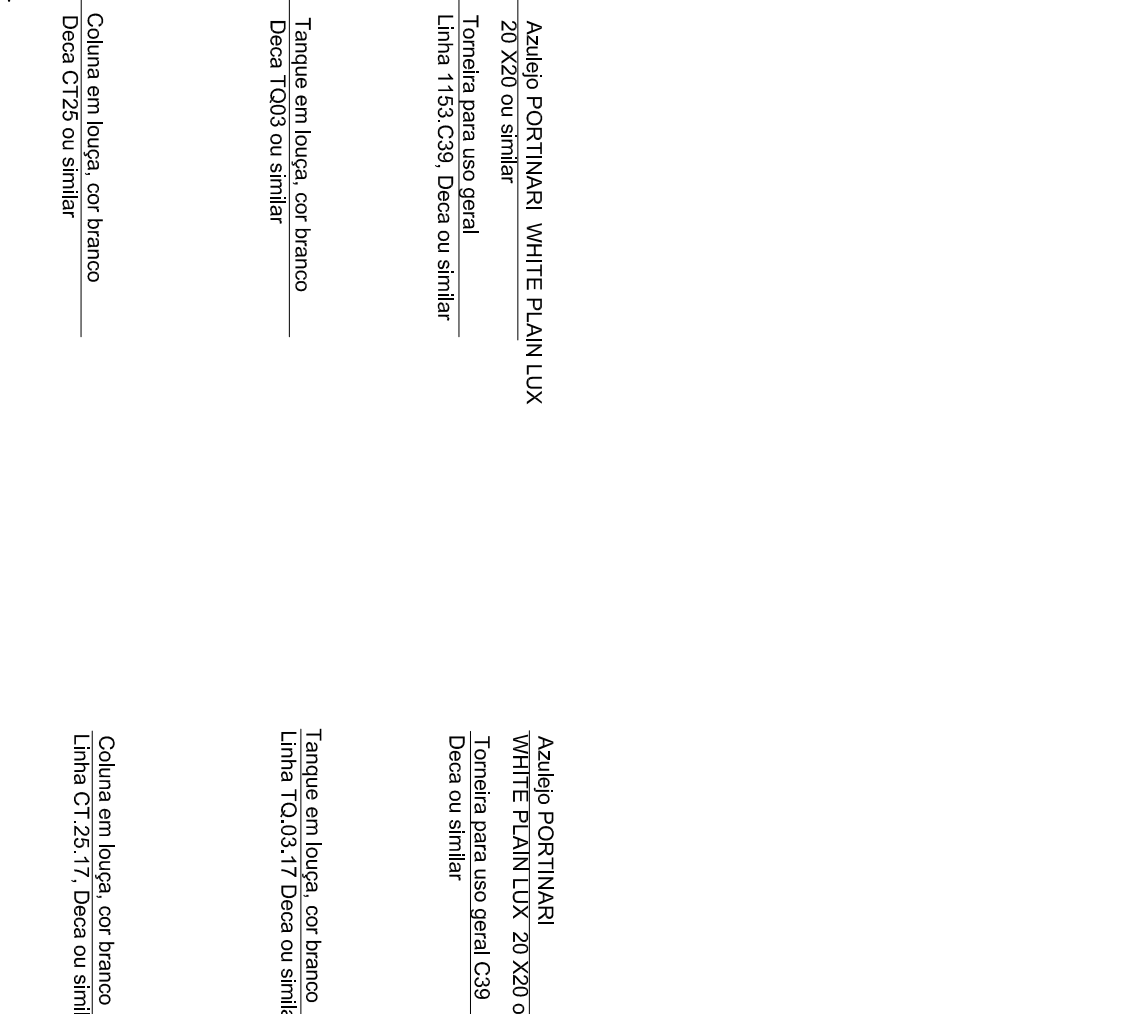 Azulejo PORTINARI  WHITE PLAIN LUX
20 X20 ou similar
Torneira para uso geral
Linha 1153.C39, Deca ou similar
Tanque em louça, cor branco
Deca TQ03 ou similar
Coluna em louça, cor branco
Deca CT25 ou similar
Azulejo PORTINARI
WHITE PLAIN LUX  20 X20 o
Torneira para uso geral C39
Deca ou similar
Tanque em louça, cor branco
Linha TQ.03.17 Deca ou simila
Coluna em louça, cor branco
Linha CT.25.17, Deca ou simil